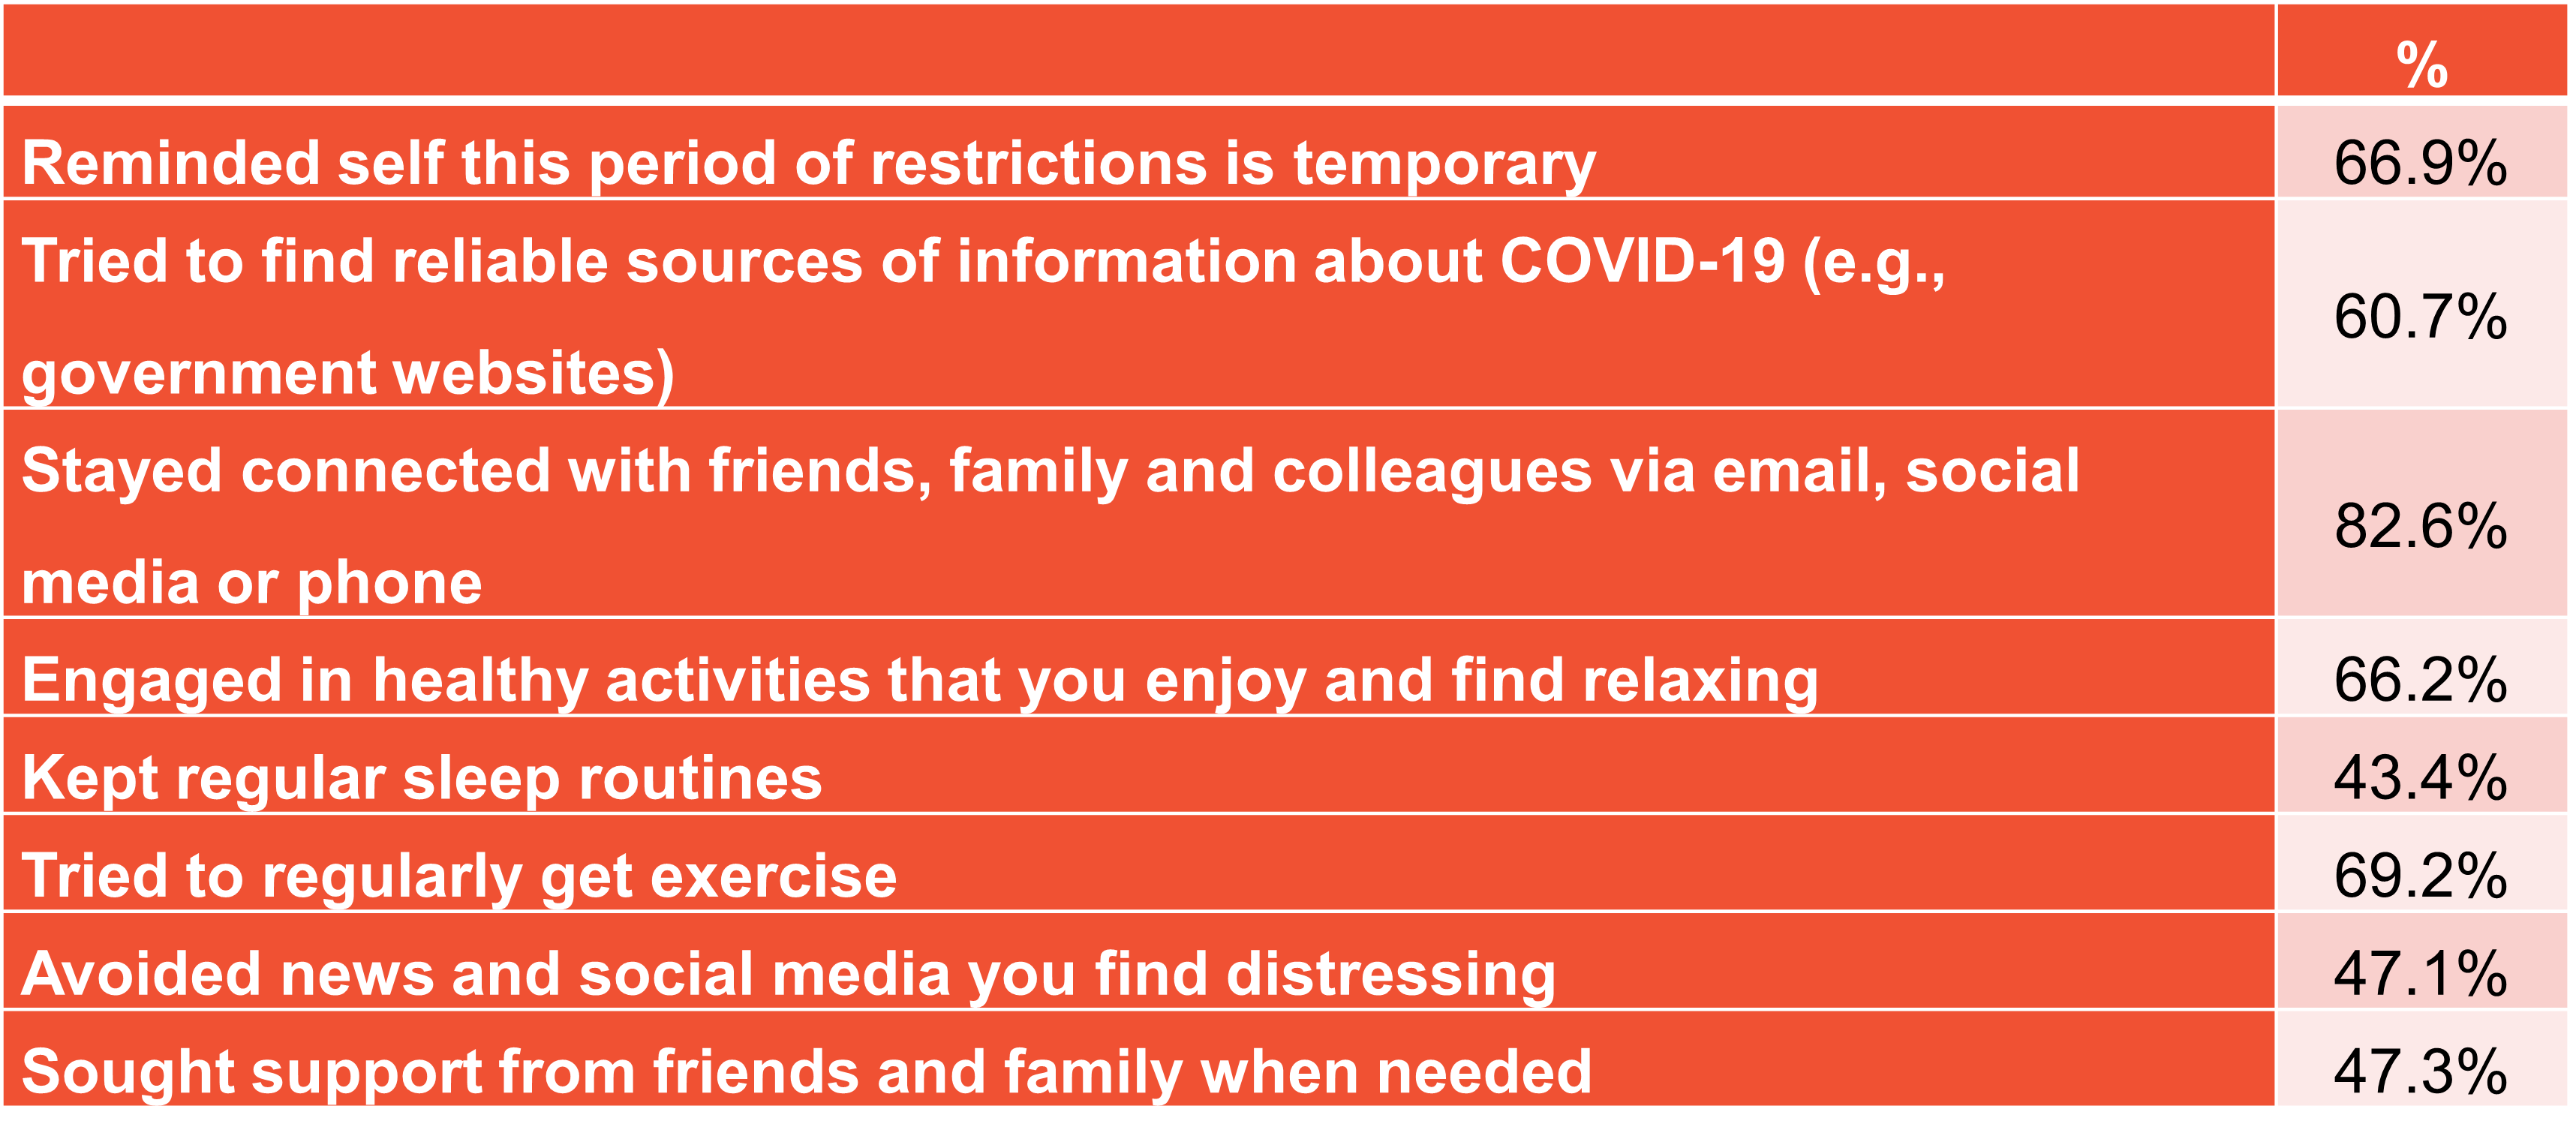 %
Reminded self this period of restrictions is temporary 66.9%
Tried to find reliable sources of information about COVID-19 (e.g.,
government websites) 60.7%
Stayed connected with friends, family and colleagues via email, social
media or phone 82.6%
Engaged in healthy activities that you enjoy and find relaxing 66.2%
Kept regular sleep routines 43.4%
Tried to regularly get exercise 69.2%
Avoided news and social media you find distressing 47.1%
Sought support from friends and family when needed 47.3%